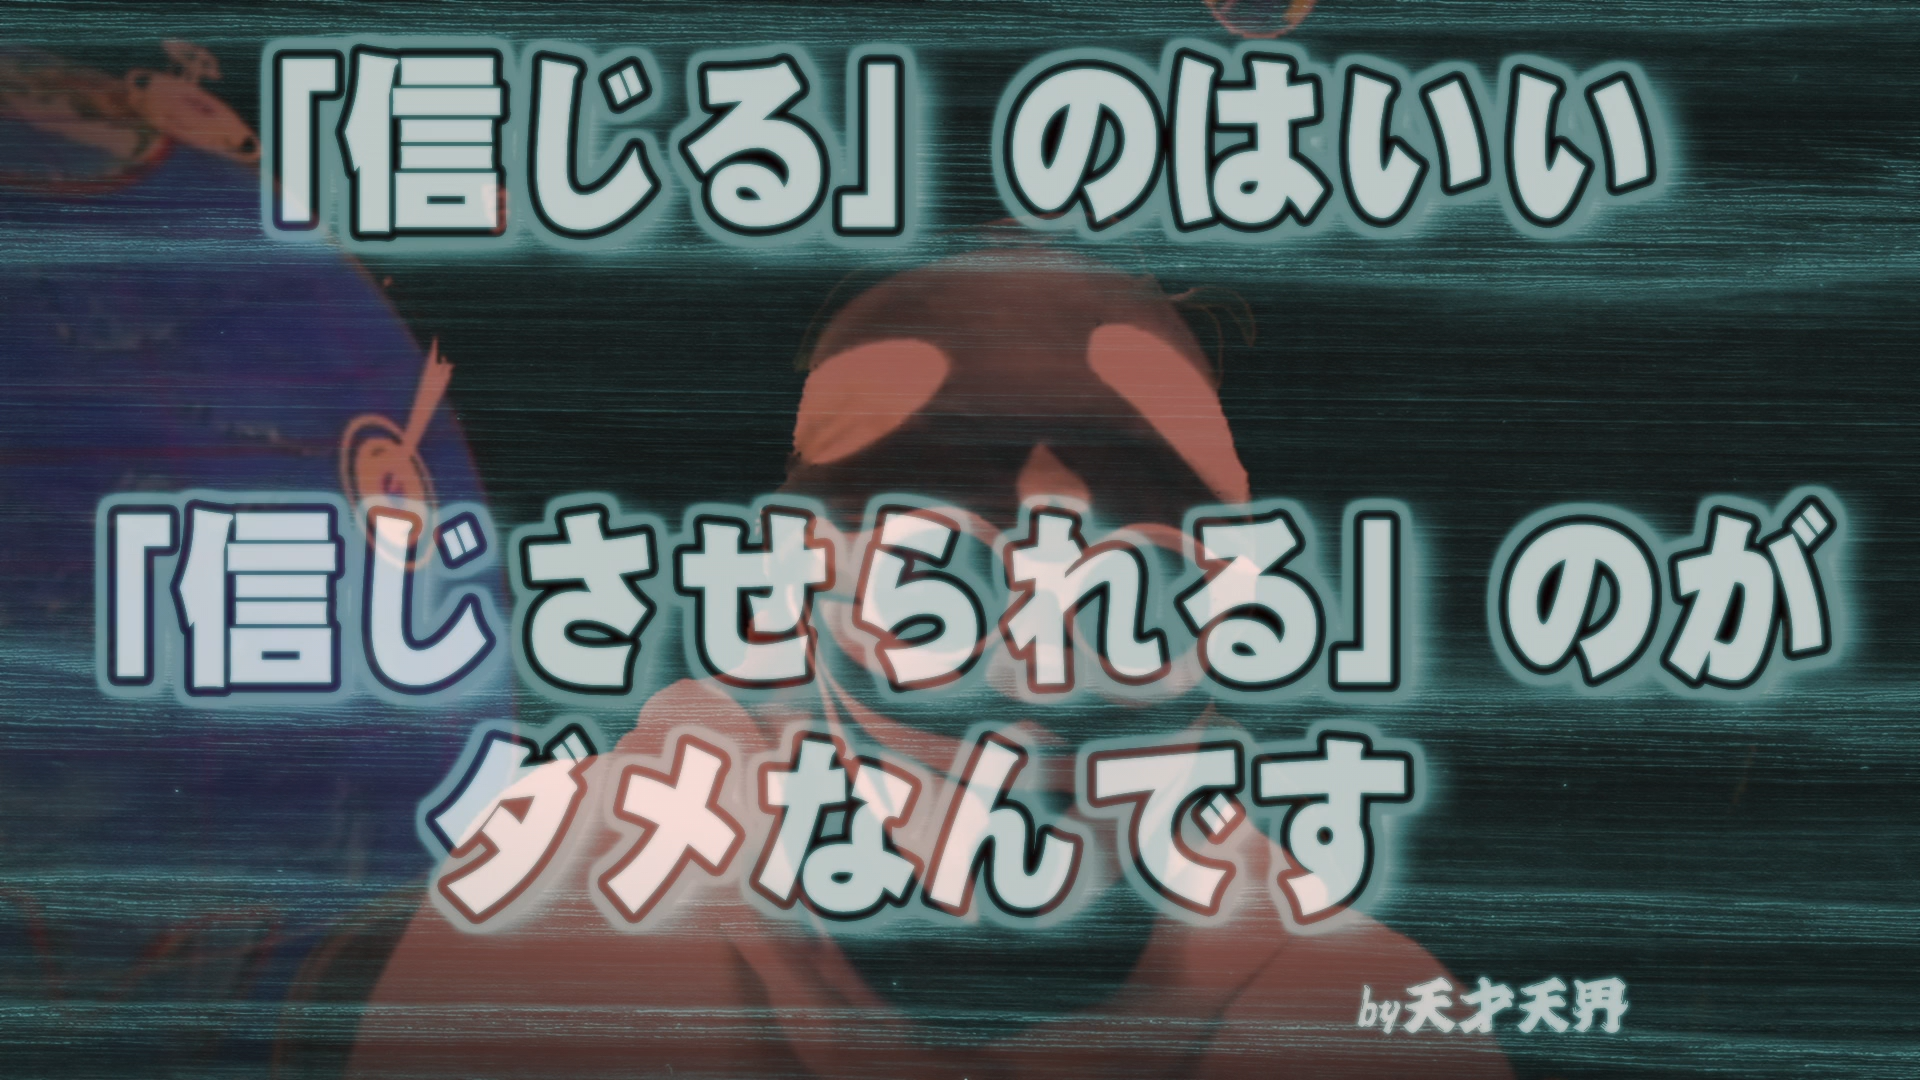 「信じる」のはいい
「信じさせられる」のが
ダメなんです
by天才天界